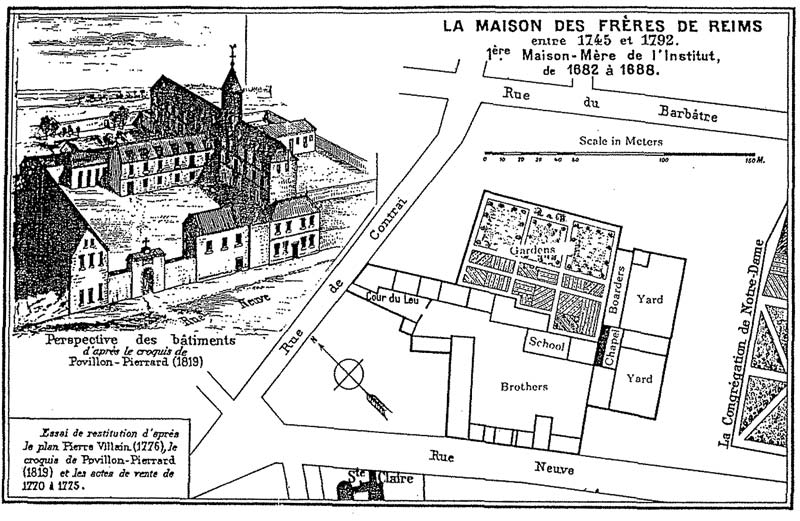 LA MAISON DES FRÈRES DE REIMS
entre 1745 et 1792.
1ère Maison-Mère de l'Institut,
de 1682 à 1688.
Rue du Barbâtre
Scale in Meters
0 10 20 30 40 50 100 150 M.
Rue de Contrai
Gardens
Boarders
Yard
Cour du Leu
School
Chapel
Yard
Brothers
N
La Congrégation de Notre-Dame
Rue Neuve
Ste Claire
Rue Neuve
Perspective des bâtiments
d'après le croquis de
Povillon-Pierrard (1819)
Essai de restitution d'après
le plan Pierre Villain (1776), le
croquis de Povillon-Pierrard
(1819) et les actes de vente de
1770 à 1775.